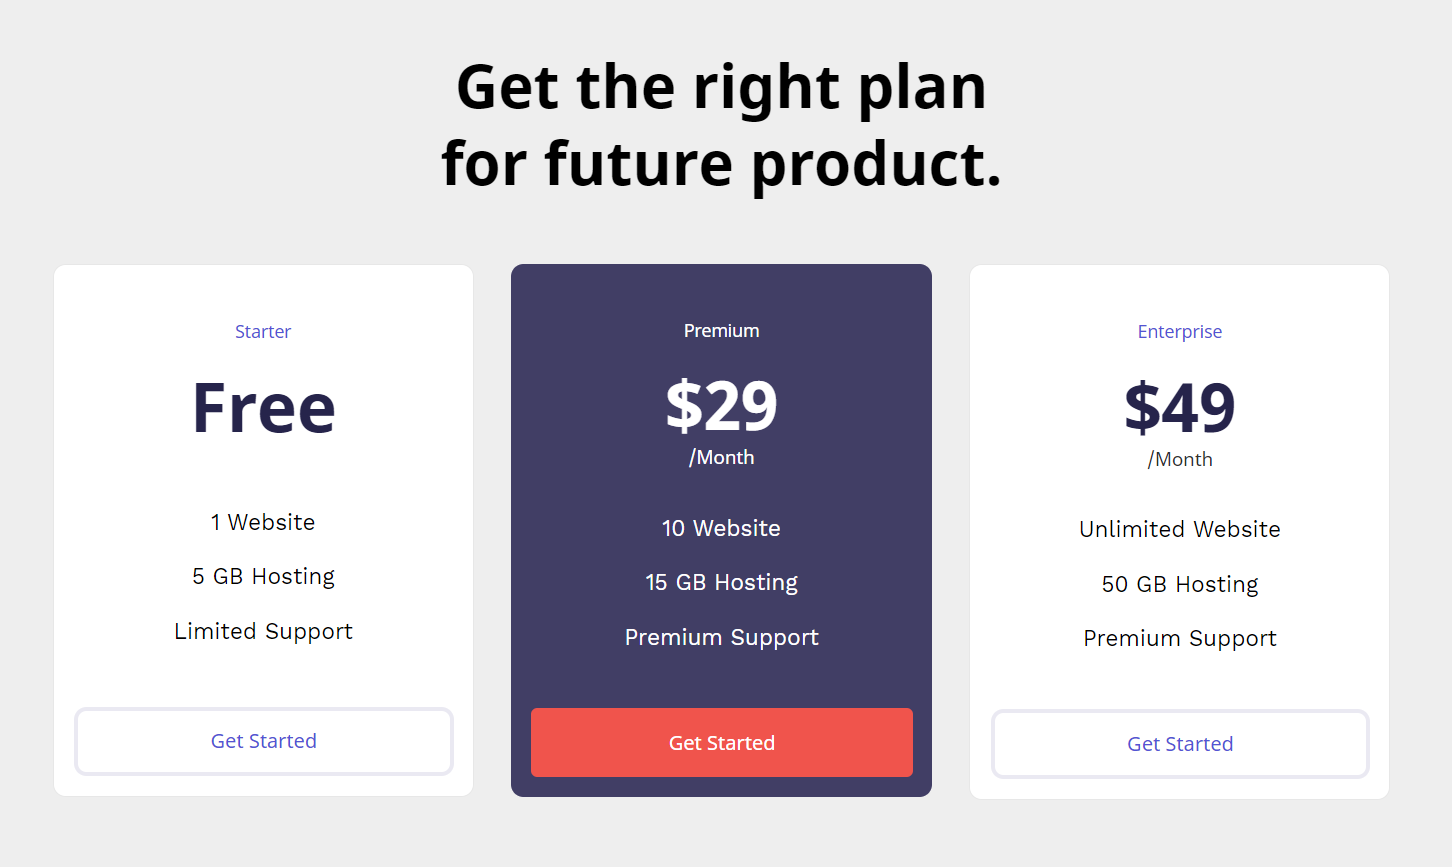 Get the right plan
for future product.
Starter
Free
1 Website
5 GB Hosting
Limited Support
Get Started
Premium
$29
/Month
10 Website
15 GB Hosting
Premium Support
Get Started
Enterprise
$49
/Month
Unlimited Website
50 GB Hosting
Premium Support
Get Started